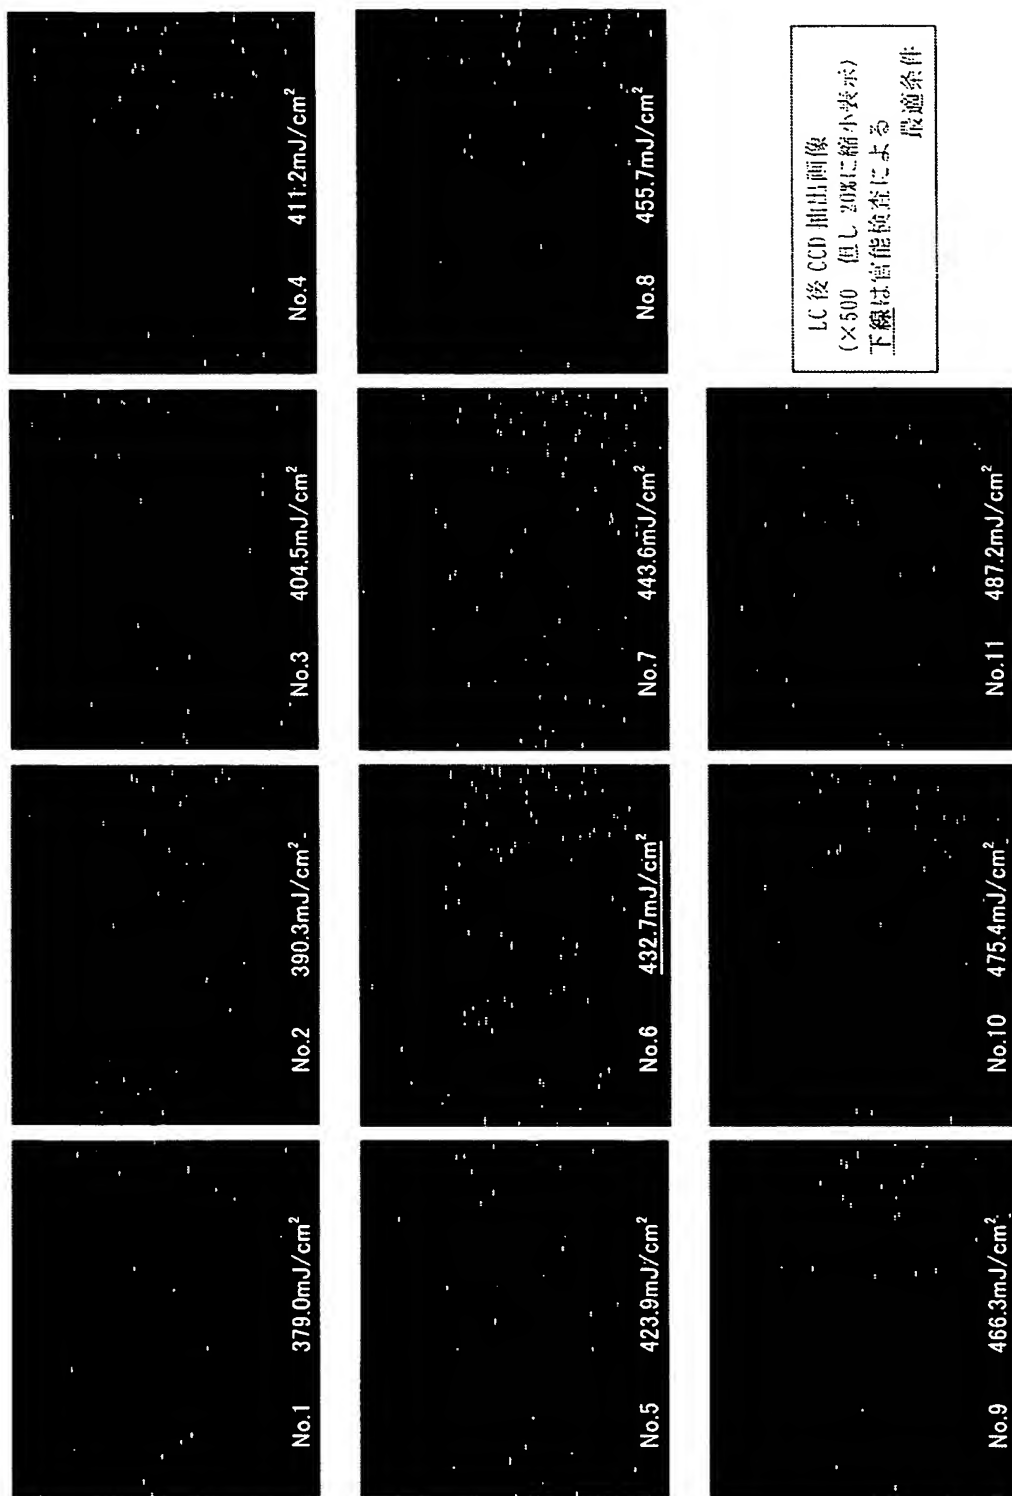 No.1 379.0mJ/cm²
No.2 390.3mJ/cm²
No.3 404.5mJ/cm²
No.4 411.2mJ/cm²
No.5 423.9mJ/cm²
No.6 432.7mJ/cm²
No.7 443.6mJ/cm²
No.8 455.7mJ/cm²
No.9 466.3mJ/cm²
No.10 475.4mJ/cm²
No.11 487.2mJ/cm²
LC後 CCD 抽出画像
(×500 但し 20%に縮小表示)
下線は官能検査による
最適条件